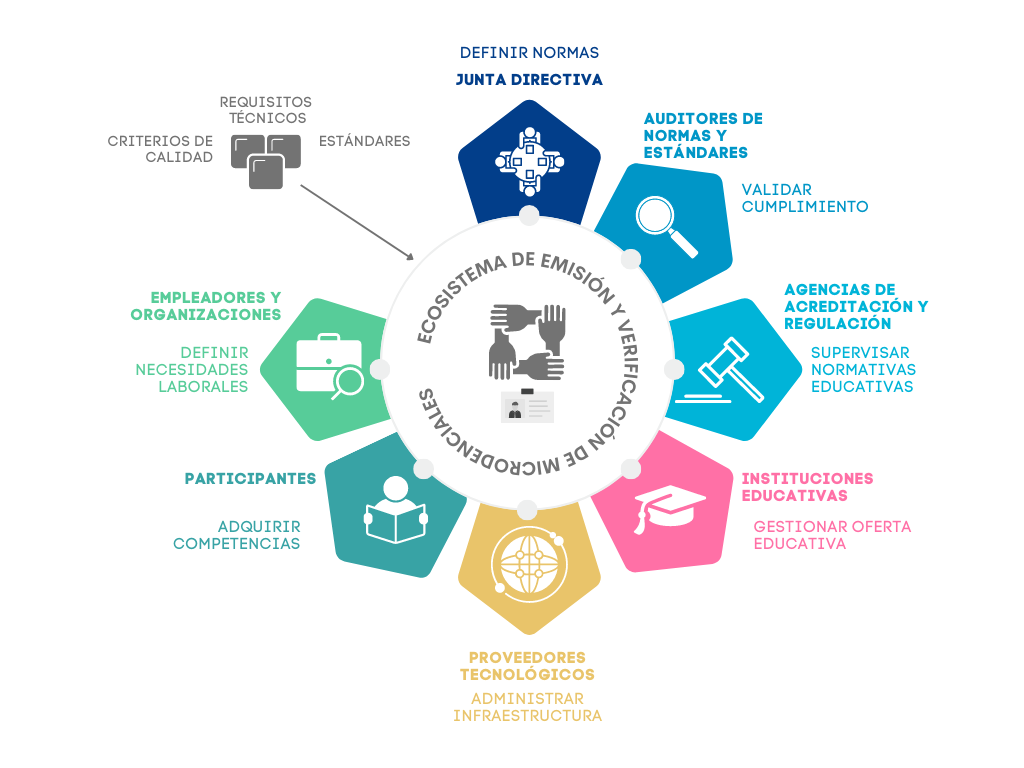 DEFINIR NORMAS
JUNTA DIRECTIVA
REQUISITOS
TÉCNICOS
CRITERIOS DE
CALIDAD
ESTÁNDARES
AUDITORES DE
NORMAS Y
ESTÁNDARES
VALIDAR
CUMPLIMIENTO
ECOSISTEMA DE EMISIÓN Y VERIFICACIÓN DE MICRODENCIALES
EMPLEADORES Y
ORGANIZACIONES
DEFINIR
NECESIDADES
LABORALES
AGENCIAS DE
ACREDITACIÓN Y
REGULACIÓN
SUPERVISAR
NORMATIVAS
EDUCATIVAS
PARTICIPANTES
ADQUIRIR
COMPETENCIAS
INSTITUCIONES
EDUCATIVAS
GESTIONAR OFERTA
EDUCATIVA
PROVEEDORES
TECNOLÓGICOS
ADMINISTRAR
INFRAESTRUCTURA